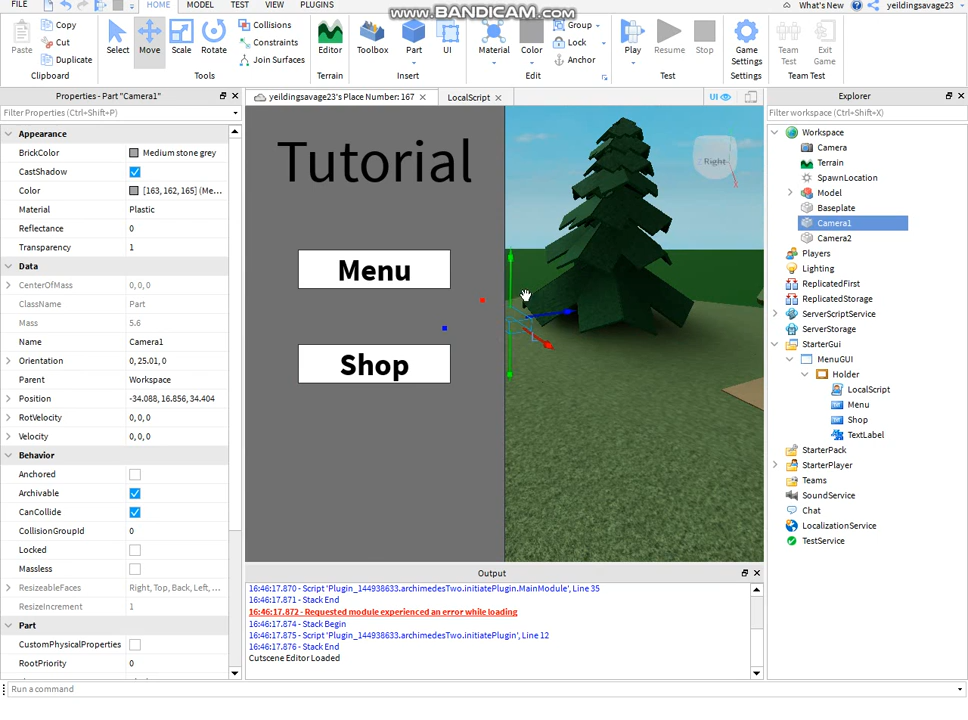 www.BANDICAM.com
FILE HOME MODEL TEST VIEW PLUGINS What's New yeildingsavage23
Paste Copy Cut Duplicate Clipboard
Select Move Scale Rotate Collisions Constraints Join Surfaces Tools
Editor Terrain
Toolbox Part UI Insert
Material Color Group Lock Anchor Edit
Play Resume Stop Test
Game Settings Settings
Team Test Exit Game Team Test
Properties - Part "Camera1"
Filter Properties (Ctrl+Shift+P)
Appearance
BrickColor Medium stone grey
CastShadow
Color [163, 162, 165] (Me...
Material Plastic
Reflectance 0
Transparency 1
Data
CenterOfMass 0, 0, 0
ClassName Part
Mass 5.6
Name Camera1
Orientation 0, 25.01, 0
Parent Workspace
Position -34.088, 16.856, 34.404
RotVelocity 0, 0, 0
Velocity 0, 0, 0
Behavior
Anchored
Archivable
CanCollide
CollisionGroupId 0
Locked
Massless
ResizeableFaces Right, Top, Back, Left, ...
ResizeIncrement 1
Part
CustomPhysicalProperties
RootPriority 0
yeildingsavage23's Place Number: 167 LocalScript UI
Tutorial
Menu
Shop
Right
Output
16:46:17.870 - Script 'Plugin_144938633.archimedesTwo.initiatePlugin.MainModule', Line 35
16:46:17.871 - Stack End
16:46:17.872 - Requested module experienced an error while loading
16:46:17.874 - Stack Begin
16:46:17.875 - Script 'Plugin_144938633.archimedesTwo.initiatePlugin', Line 12
16:46:17.876 - Stack End
Cutscene Editor Loaded
Explorer
Filter workspace (Ctrl+Shift+X)
Workspace
Camera
Terrain
SpawnLocation
Model
Baseplate
Camera1
Camera2
Players
Lighting
ReplicatedFirst
ReplicatedStorage
ServerScriptService
ServerStorage
StarterGui
MenuGUI
Holder
LocalScript
Menu
Shop
TextLabel
StarterPack
StarterPlayer
Teams
SoundService
Chat
LocalizationService
TestService
Run a command